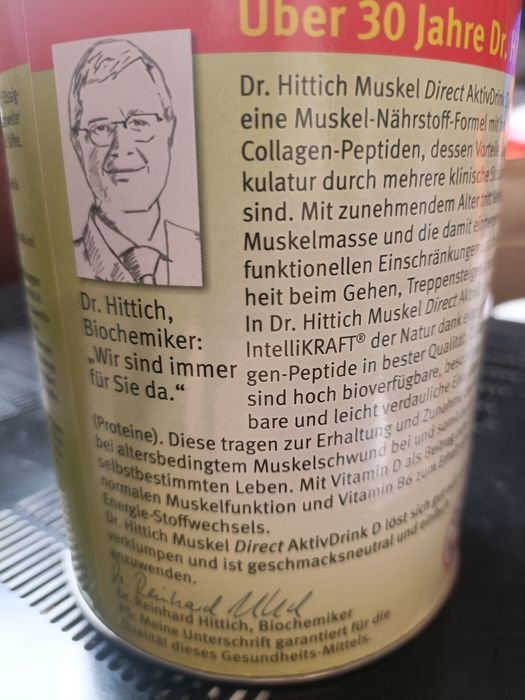 Über 30 Jahre Dr.
Dr. Hittich Muskel Direct AktivDrink
eine Muskel-Nährstoff-Formel mit
Collagen-Peptiden, dessen Vorteile
kulatur durch mehrere klinische
sind. Mit zunehmendem Alter tritt
Muskelmasse und die damit
funktionellen Einschränkungen
heit beim Gehen, Treppensteige
In Dr. Hittich Muskel Direct
IntelliKRAFT® der Natur dank
gen-Peptide in bester Qualität.
sind hoch bioverfügbare,
bare und leicht verdauliche
(Proteine). Diese tragen zur Erhaltung und Zunahme
bei altersbedingtem Muskelschwund bei und somit
selbstbestimmten Leben. Mit Vitamin D als Beitrag
normalen Muskelfunktion und Vitamin B6 zum
Energie-Stoffwechsels.
Dr. Hittich Muskel Direct AktivDrink D löst sich gut
verklumpen und ist geschmacksneutral und einfach
anzuwenden.
Dr. Hittich,
Biochemiker:
„Wir sind immer
für Sie da.“
Dr. Reinhard Hittich, Biochemiker
PS: Meine Unterschrift garantiert für die
Qualität dieses Gesundheits-Mittels.